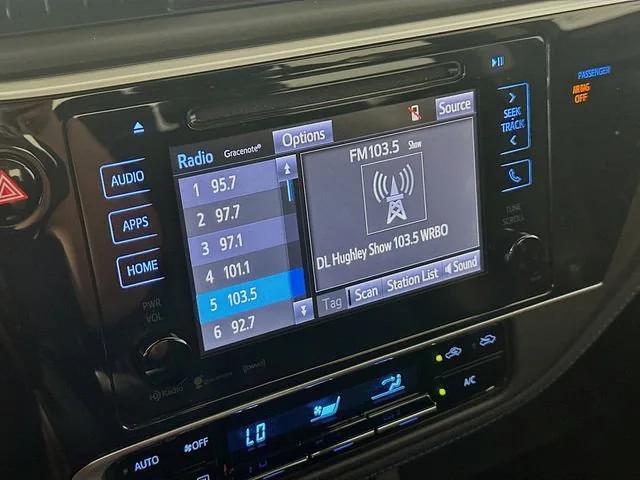 PASSENGER
AIRBAG
OFF
AUDIO
APPS
HOME
PWR
VOL
Radio Gracenote® Options Source
1 95.7
2 97.7
3 97.1
4 101.1
5 103.5
6 92.7
FM103.5 Show
DL Hughley Show 103.5 WRBO
Tag Scan Station List Sound
SEEK
TRACK
TUNE
SCROLL
HD Radio
AUTO
OFF
LO
A/C